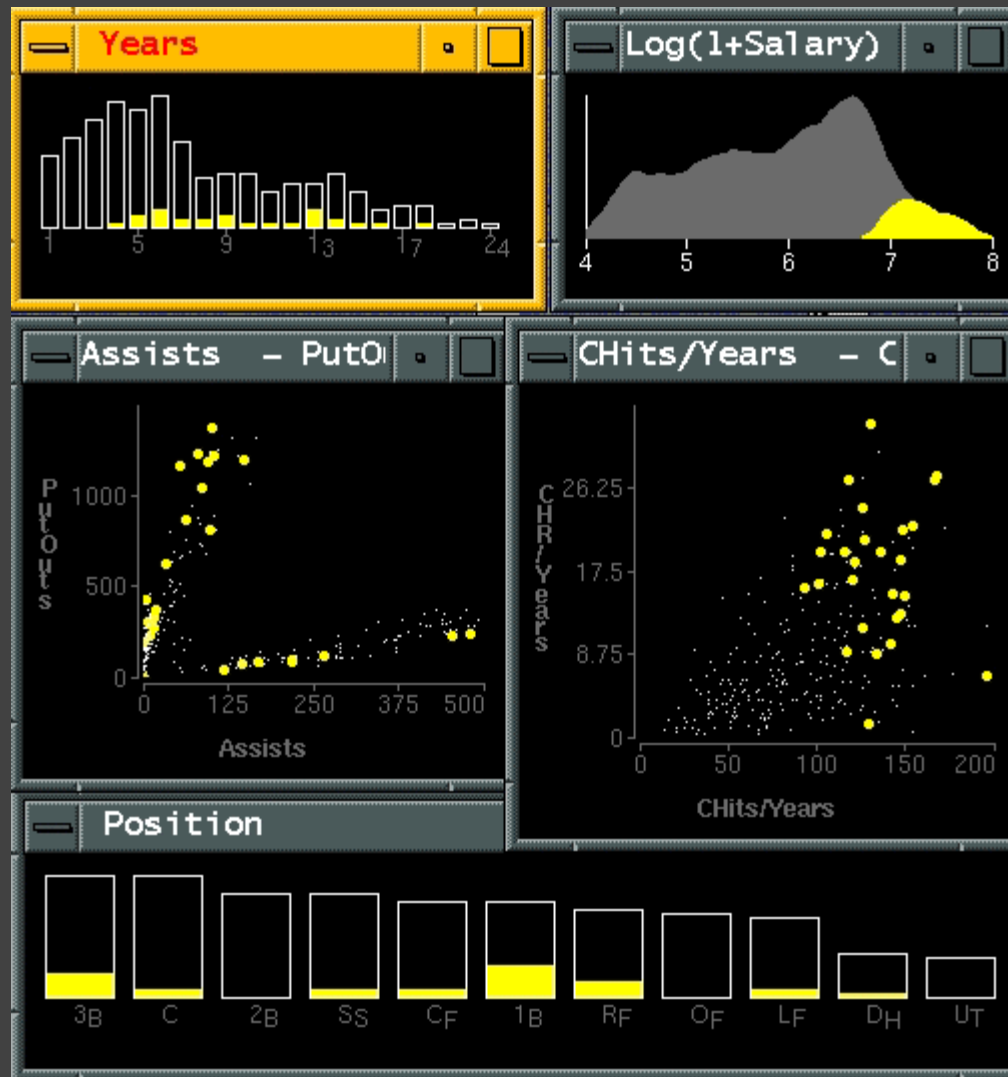 Years
1 5 9 13 17 24
Log(1+Salary)
4 5 6 7 8
Assists - PutO
PutOuts
1000
500
0
0 125 250 375 500
Assists
CHits/Years - C
CHR/Years
26.25
17.5
8.75
0
0 50 100 150 200
CHits/Years
Position
3B C 2B SS CF 1B RF OF LF DH UT